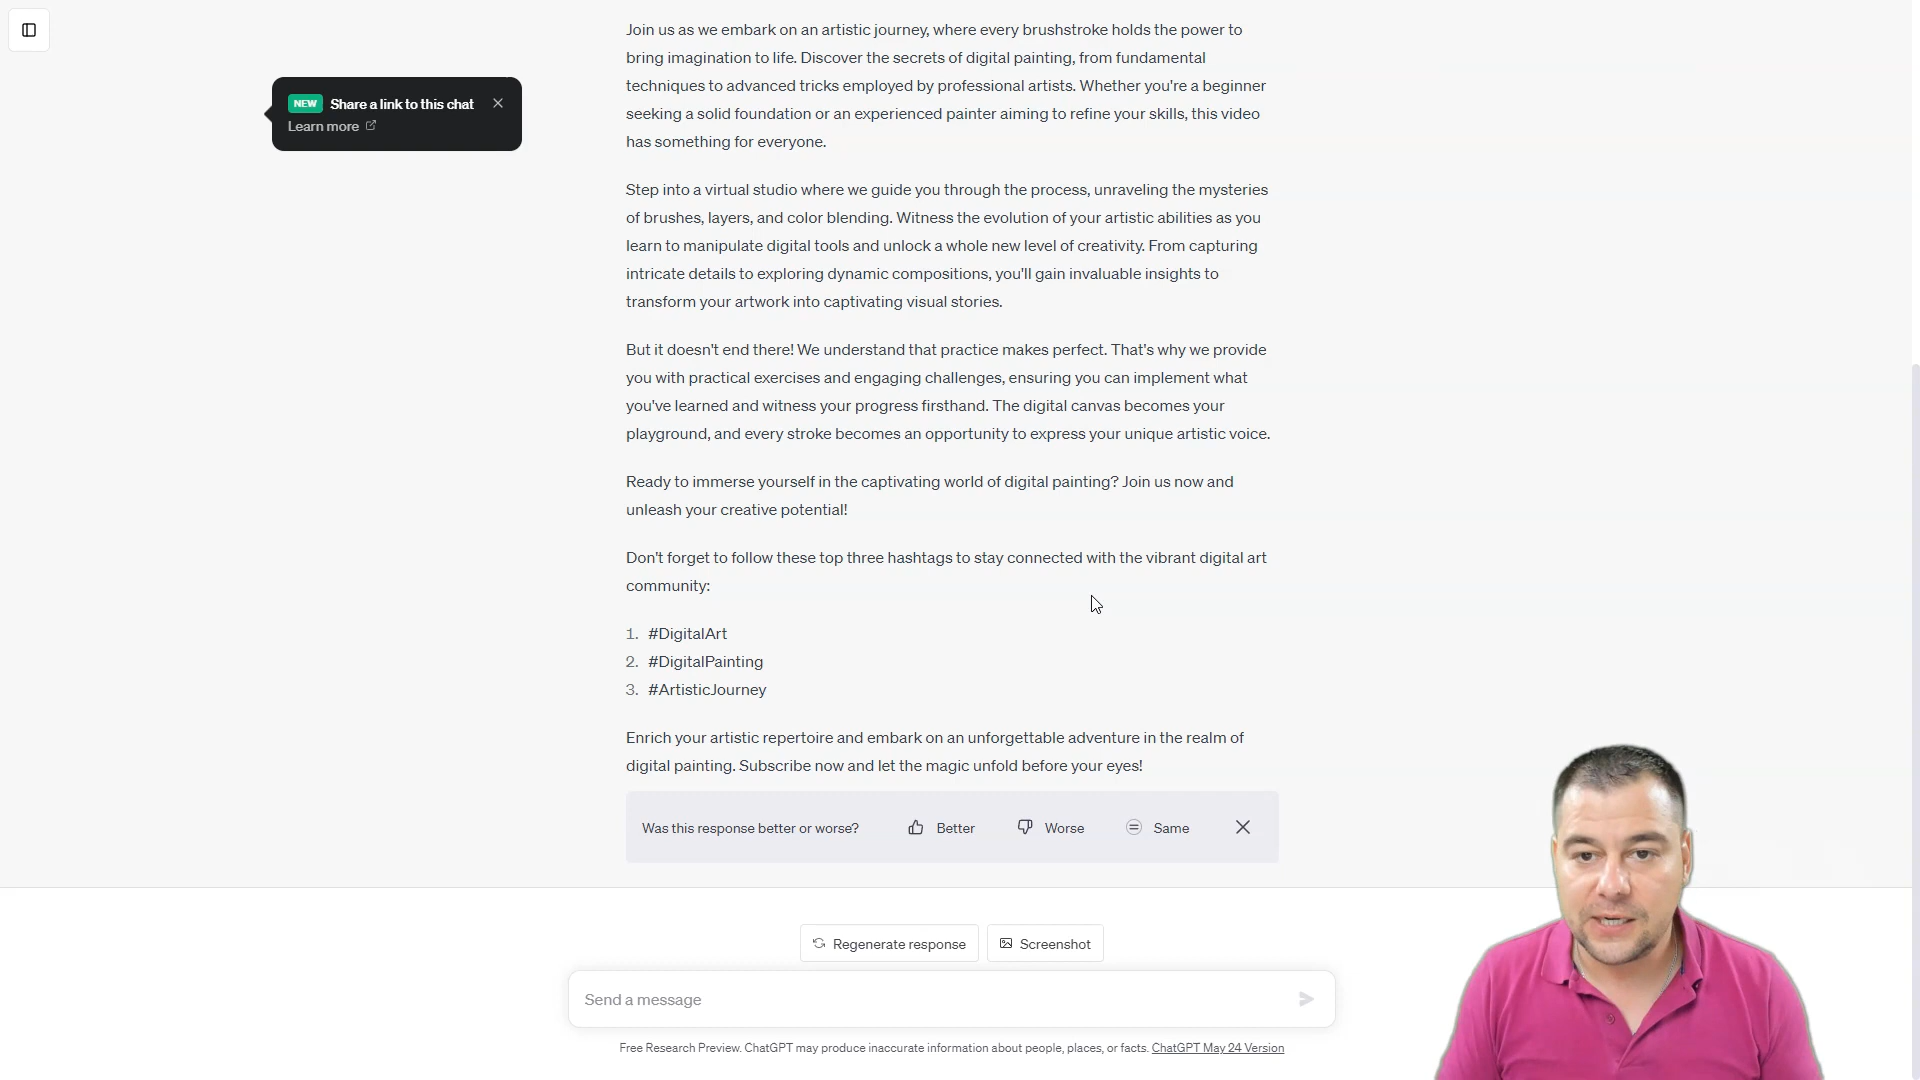 Join us as we embark on an artistic journey, where every brushstroke holds the power to
bring imagination to life. Discover the secrets of digital painting, from fundamental
techniques to advanced tricks employed by professional artists. Whether you're a beginner
seeking a solid foundation or an experienced painter aiming to refine your skills, this video
has something for everyone.
NEW Share a link to this chat
Learn more
Step into a virtual studio where we guide you through the process, unraveling the mysteries
of brushes, layers, and color blending. Witness the evolution of your artistic abilities as you
learn to manipulate digital tools and unlock a whole new level of creativity. From capturing
intricate details to exploring dynamic compositions, you'll gain invaluable insights to
transform your artwork into captivating visual stories.
But it doesn't end there! We understand that practice makes perfect. That's why we provide
you with practical exercises and engaging challenges, ensuring you can implement what
you've learned and witness your progress firsthand. The digital canvas becomes your
playground, and every stroke becomes an opportunity to express your unique artistic voice.
Ready to immerse yourself in the captivating world of digital painting? Join us now and
unleash your creative potential!
Don't forget to follow these top three hashtags to stay connected with the vibrant digital art
community:
1. #DigitalArt
2. #DigitalPainting
3. #ArtisticJourney
Enrich your artistic repertoire and embark on an unforgettable adventure in the realm of
digital painting. Subscribe now and let the magic unfold before your eyes!
Was this response better or worse? Better Worse Same
Regenerate response Screenshot
Send a message
Free Research Preview. ChatGPT may produce inaccurate information about people, places, or facts. ChatGPT May 24 Version